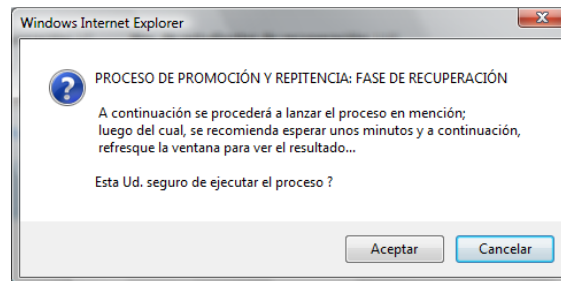 Windows Internet Explorer
PROCESO DE PROMOCIÓN Y REPITENCIA: FASE DE RECUPERACIÓN
A continuación se procederá a lanzar el proceso en mención;
luego del cual, se recomienda esperar unos minutos y a continuación,
refresque la ventana para ver el resultado...
Esta Ud. seguro de ejecutar el proceso ?
Aceptar
Cancelar